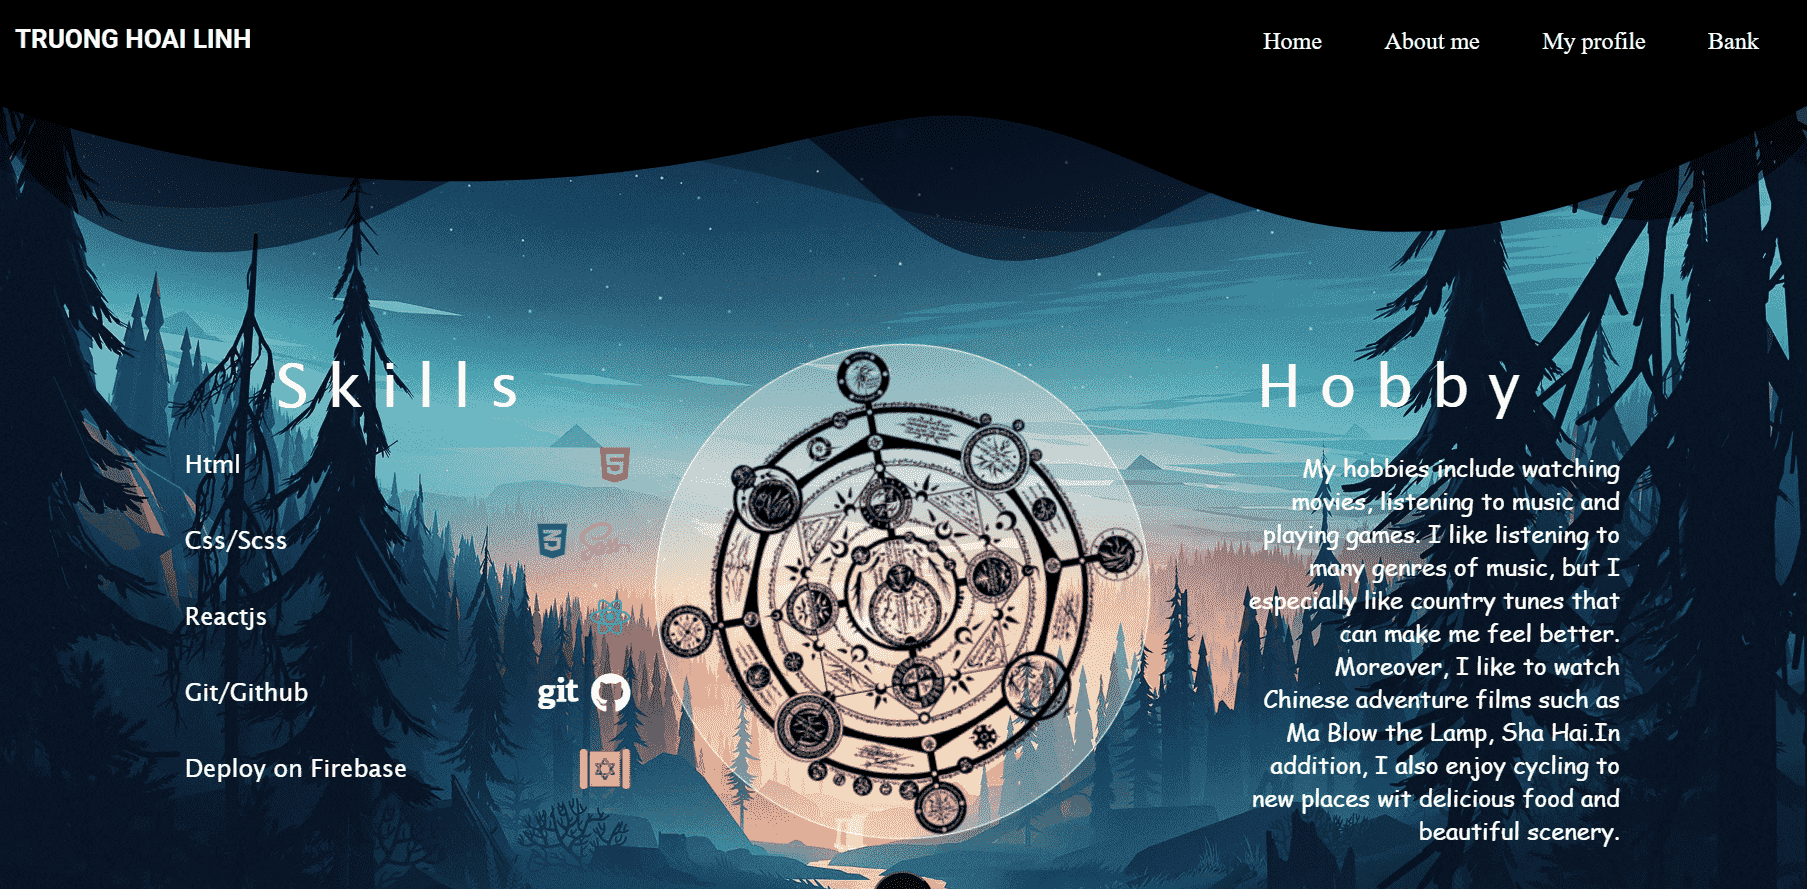 TRUONG HOAI LINH
Home
About me
My profile
Bank
Skills
Html
5
Css/Scss
3 Sass
Reactjs
Git/Github
git
Deploy on Firebase
Hobby
My hobbies include watching
movies, listening to music and
playing games. I like listening to
many genres of music, but I
especially like country tunes that
can make me feel better.
Moreover, I like to watch
Chinese adventure films such as
Ma Blow the Lamp, Sha Hai.In
addition, I also enjoy cycling to
new places wit delicious food and
beautiful scenery.